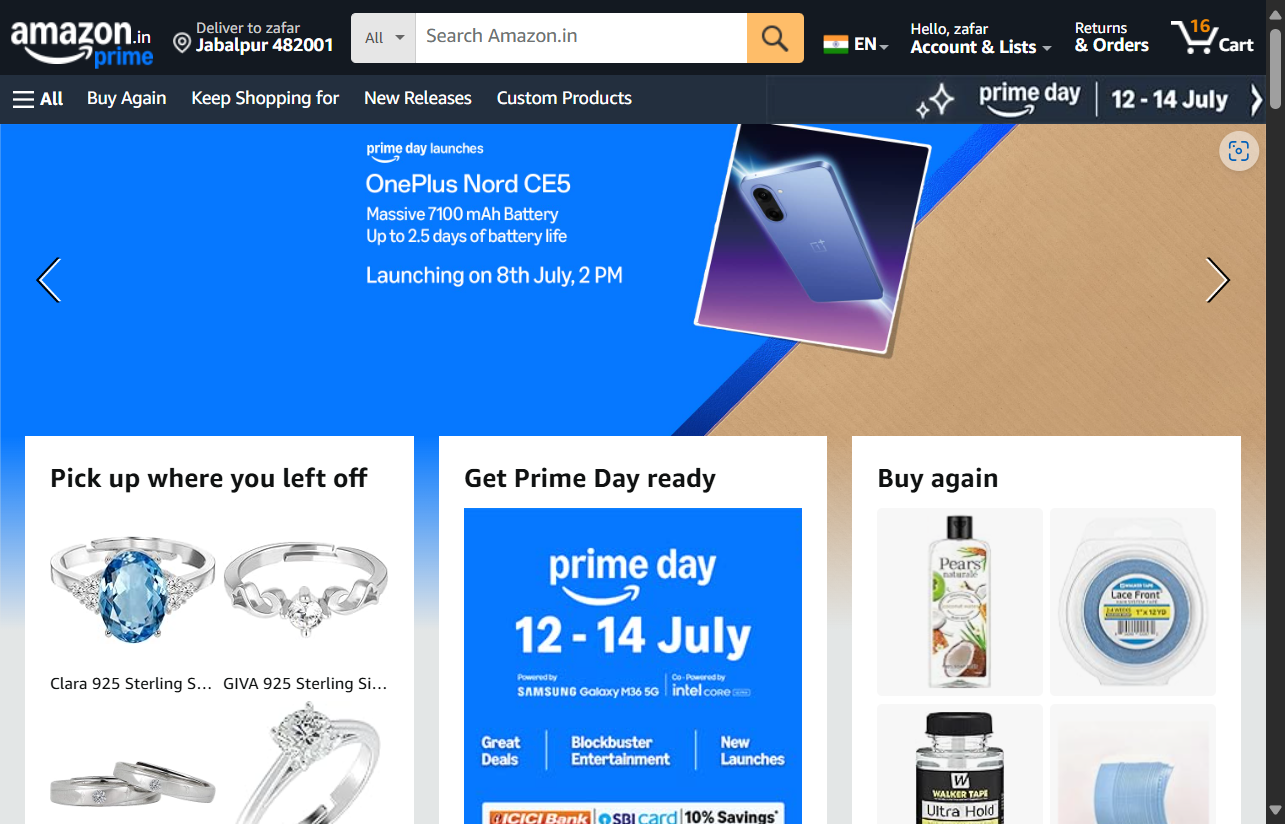 amazon.in
prime
Deliver to zafar
Jabalpur 482001
All
Search Amazon.in
EN
Hello, zafar
Account & Lists
Returns
& Orders
16
Cart
All
Buy Again
Keep Shopping for
New Releases
Custom Products
prime day
12 - 14 July
prime day launches
OnePlus Nord CE5
Massive 7100 mAh Battery
Up to 2.5 days of battery life
Launching on 8th July, 2 PM
Pick up where you left off
Clara 925 Sterling S...
GIVA 925 Sterling Si...
Get Prime Day ready
prime day
12 - 14 July
Powered by
SAMSUNG Galaxy M36 5G
Co - Powered by
intel CORE
Great
Deals
Blockbuster
Entertainment
New
Launches
ICICI Bank
SBI card
10% Savings*
Buy again
Pears
naturalé
WALKER TAPE
Lace Front
1" X 12 YD
W
WALKER TAPE
Ultra Hold